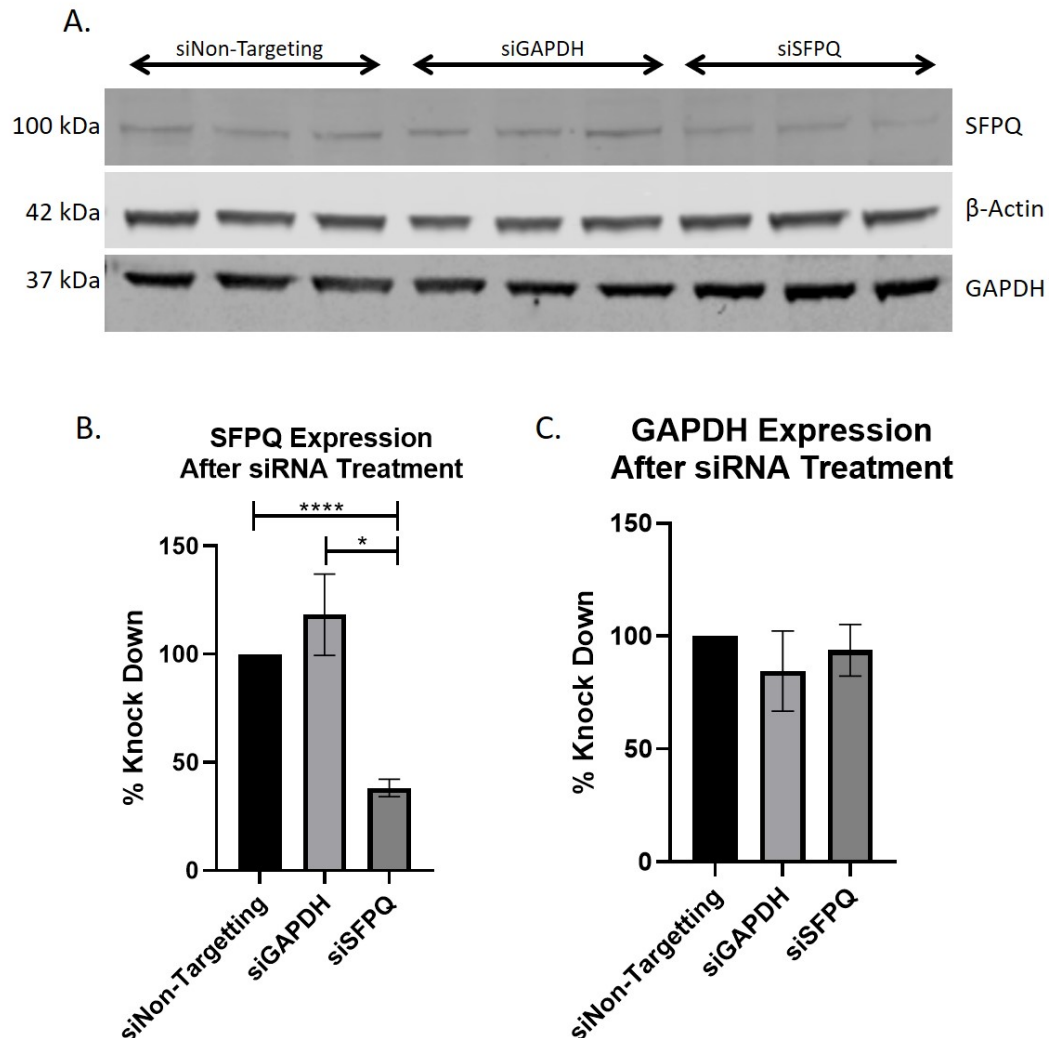 A.
siNon-Targeting
siGAPDH
siSFPQ
100 kDa
SFPQ
42 kDa
β-Actin
37 kDa
GAPDH
B.
SFPQ Expression
After siRNA Treatment
****
*
150
100
50
0
% Knock Down
siNon-Targetting
siGAPDH
siSFPQ
C.
GAPDH Expression
After siRNA Treatment
150
100
50
0
% Knock Down
siNon-Targetting
siGAPDH
siSFPQ